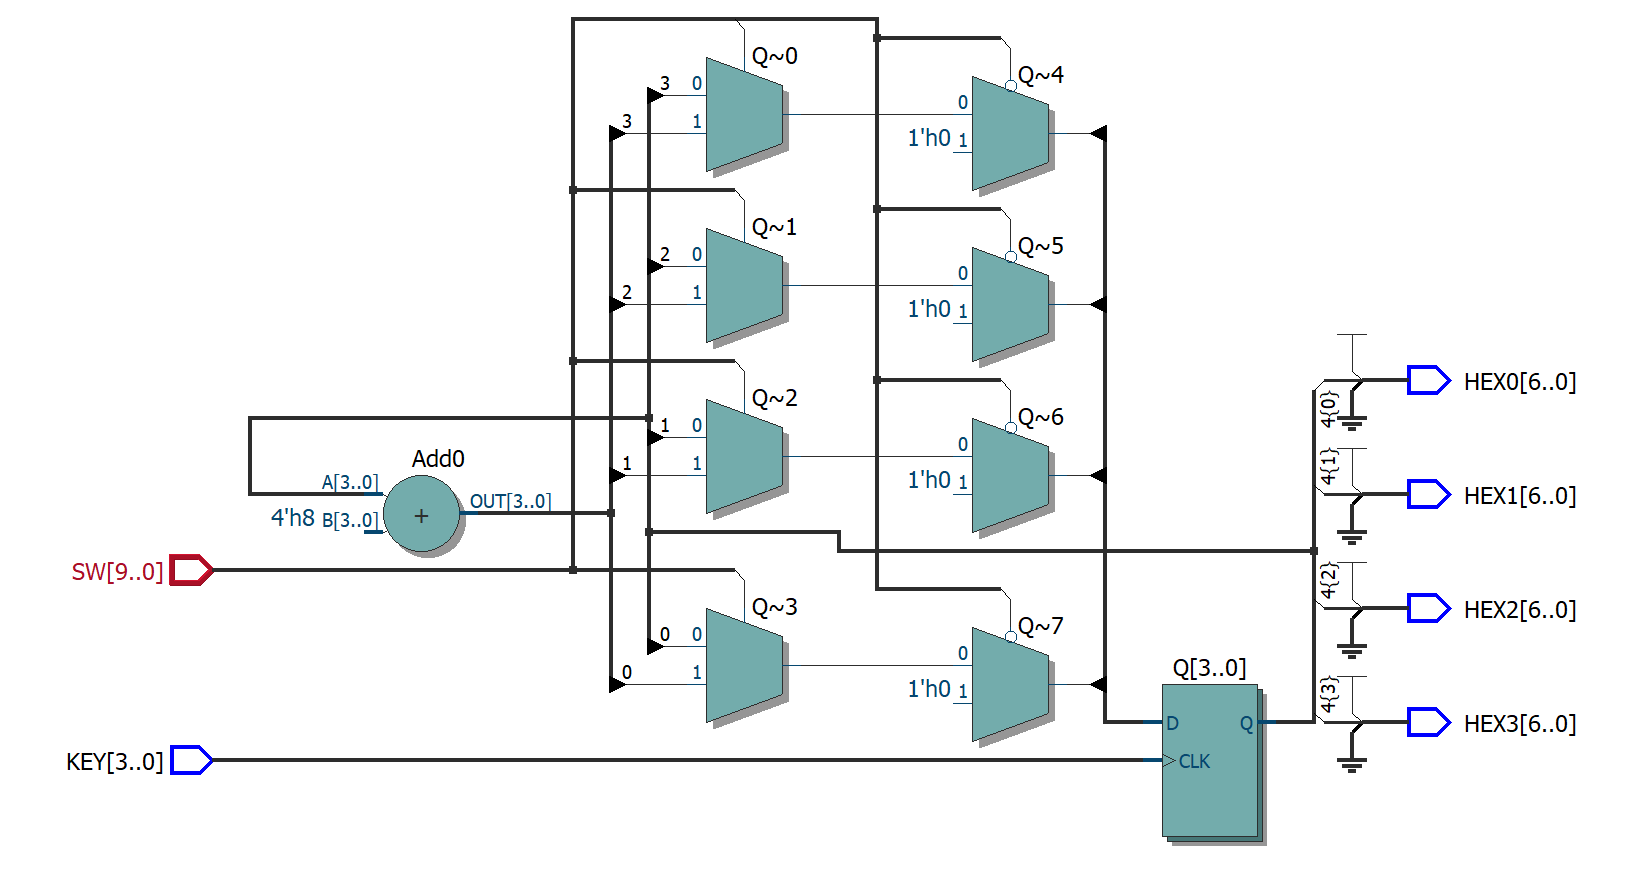 Q~0
3 0
3 1
Q~4
0
1'h0 1
Q~1
2 0
2 1
Q~5
0
1'h0 1
Q~2
1 0
1 1
Q~6
0
1'h0 1
Add0
A[3..0]
4'h8 B[3..0]
+
OUT[3..0]
SW[9..0]
Q~3
0 0
0 1
Q~7
0
1'h0 1
KEY[3..0]
Q[3..0]
D
Q
CLK
4{0}
HEX0[6..0]
4{1}
HEX1[6..0]
4{2}
HEX2[6..0]
4{3}
HEX3[6..0]